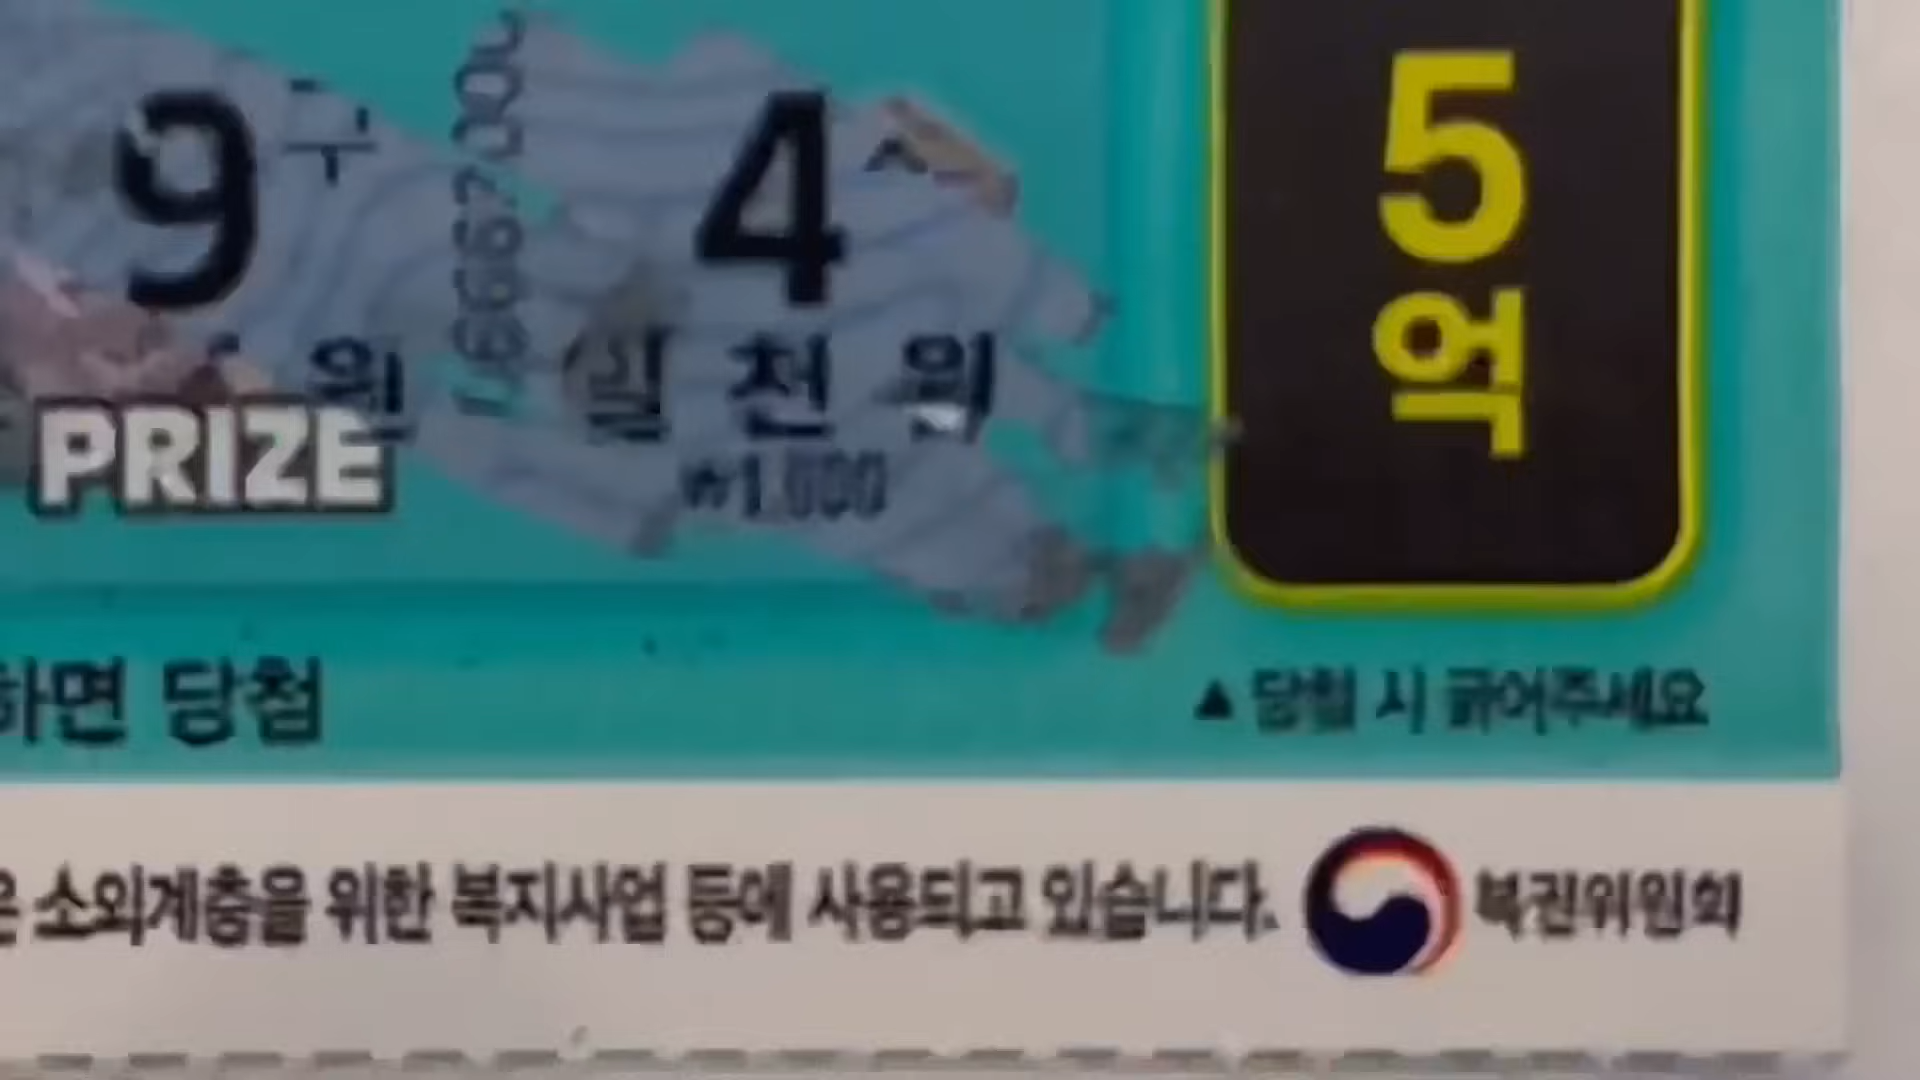 9
4
5억
원
천 원
PRIZE
₩1,000
하면 당첨
▲ 당첨 시 긁어주세요
소외계층을 위한 복지사업 등에 사용되고 있습니다.
복권위원회